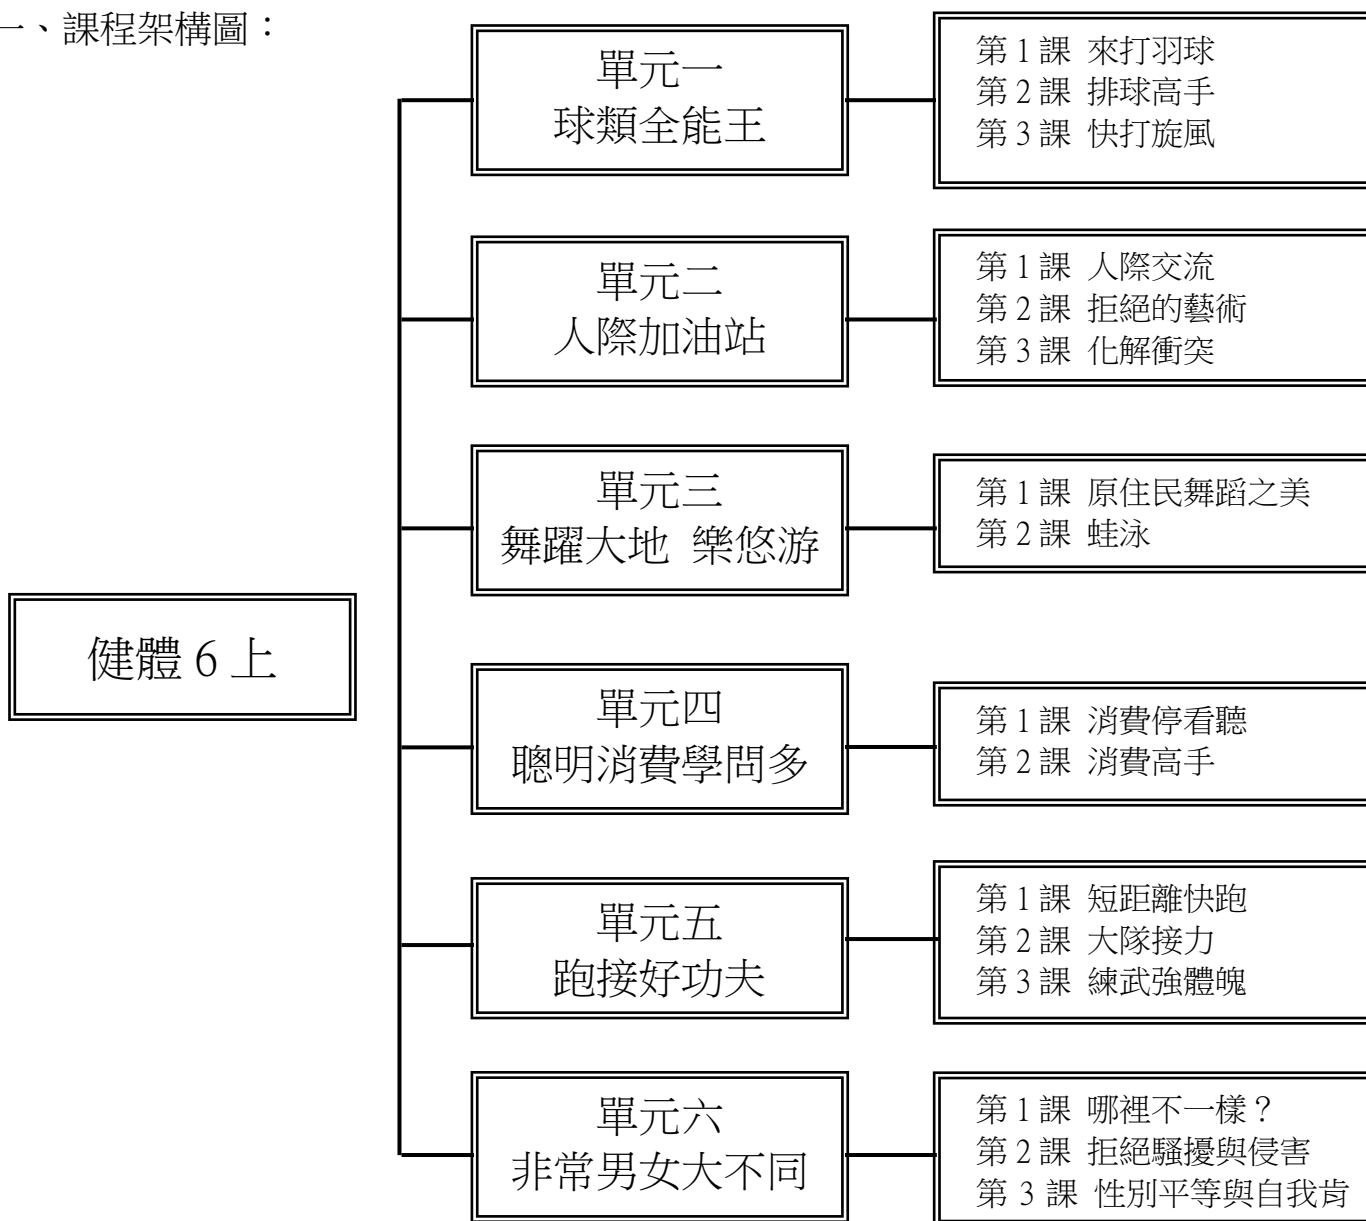 一、課程架構圖：
單元一
球類全能王
第 1 課 來打羽球
第 2 課 排球高手
第 3 課 快打旋風
單元二
人際加油站
第 1 課 人際交流
第 2 課 拒絕的藝術
第 3 課 化解衝突
單元三
舞躍大地 樂悠游
第 1 課 原住民舞蹈之美
第 2 課 蛙泳
健體 6 上
單元四
聰明消費學問多
第 1 課 消費停看聽
第 2 課 消費高手
單元五
跑接好功夫
第 1 課 短距離快跑
第 2 課 大隊接力
第 3 課 練武強體魄
單元六
非常男女大不同
第 1 課 哪裡不一樣？
第 2 課 拒絕騷擾與侵害
第 3 課 性別平等與自我肯